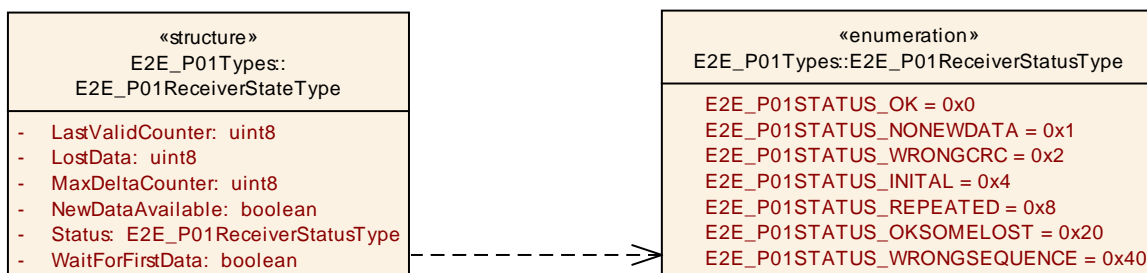 «structure»
E2E_P01Types::
E2E_P01ReceiverStateType
- LastValidCounter: uint8
- LostData: uint8
- MaxDeltaCounter: uint8
- NewDataAvailable: boolean
- Status: E2E_P01ReceiverStatusType
- WaitForFirstData: boolean
«enumeration»
E2E_P01Types::E2E_P01ReceiverStatusType
E2E_P01STATUS_OK = 0x0
E2E_P01STATUS_NONEWDATA = 0x1
E2E_P01STATUS_WRONGCRC = 0x2
E2E_P01STATUS_INITAL = 0x4
E2E_P01STATUS_REPEATED = 0x8
E2E_P01STATUS_OKSOMELOST = 0x20
E2E_P01STATUS_WRONGSEQUENCE = 0x40